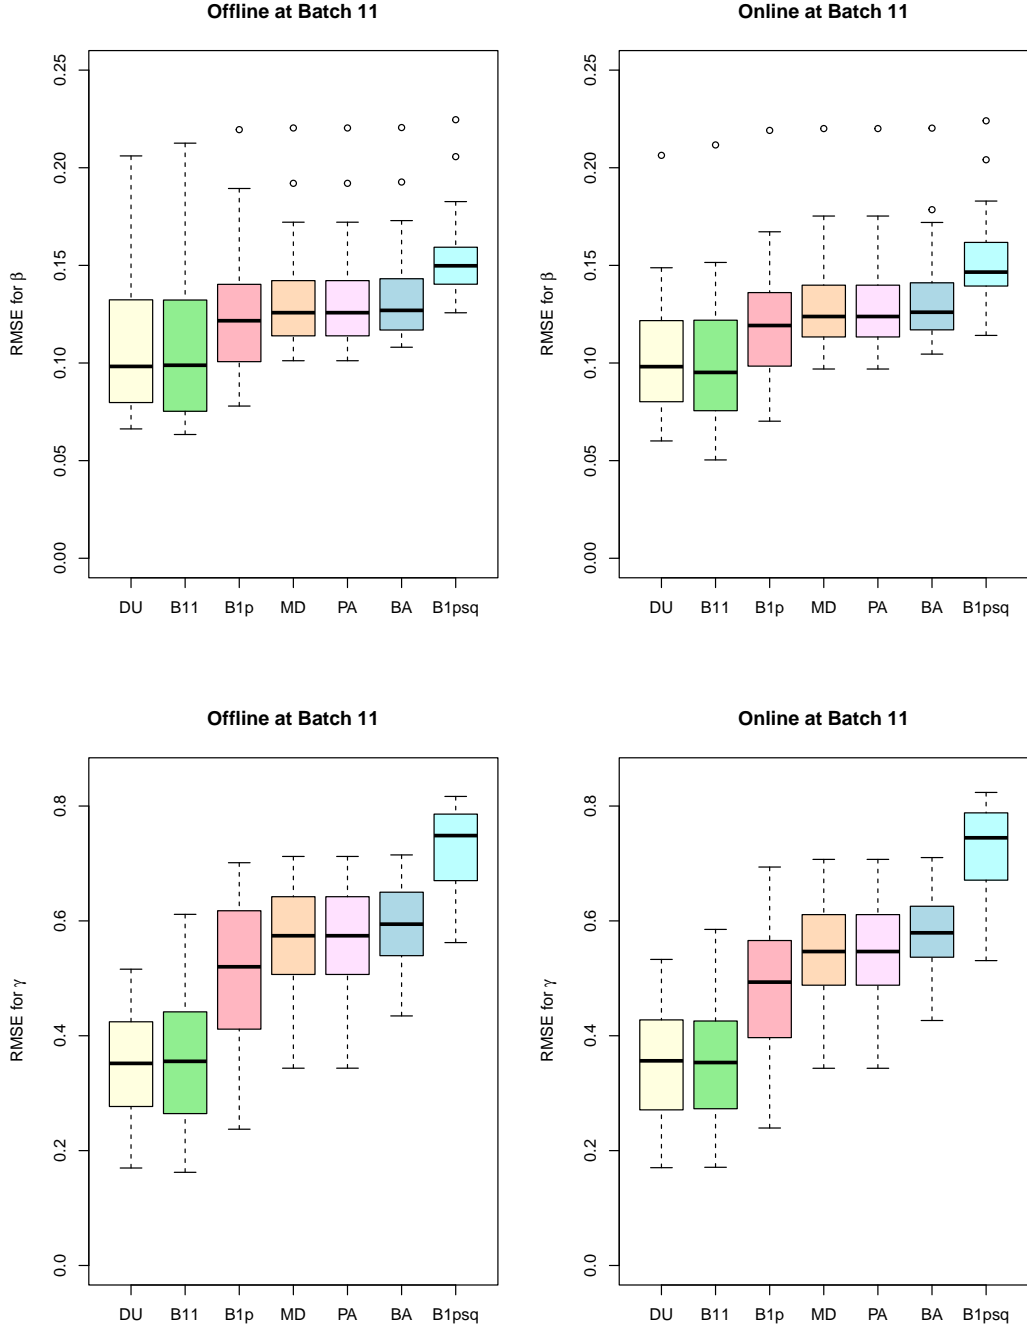 Offline at Batch 11
RMSE for β
0.00 0.05 0.10 0.15 0.20 0.25
DU B11 B1p MD PA BA B1psq
Online at Batch 11
RMSE for β
0.00 0.05 0.10 0.15 0.20 0.25
DU B11 B1p MD PA BA B1psq
Offline at Batch 11
RMSE for γ
0.0 0.2 0.4 0.6 0.8
DU B11 B1p MD PA BA B1psq
Online at Batch 11
RMSE for γ
0.0 0.2 0.4 0.6 0.8
DU B11 B1p MD PA BA B1psq